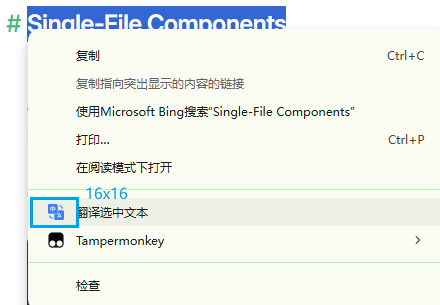 # Single-File Components
复制 Ctrl+C
复制指向突出显示的内容的链接
使用Microsoft Bing搜索"Single-File Components"
打印... Ctrl+P
在阅读模式下打开
16x16
翻译选中文本
Tampermonkey
检查